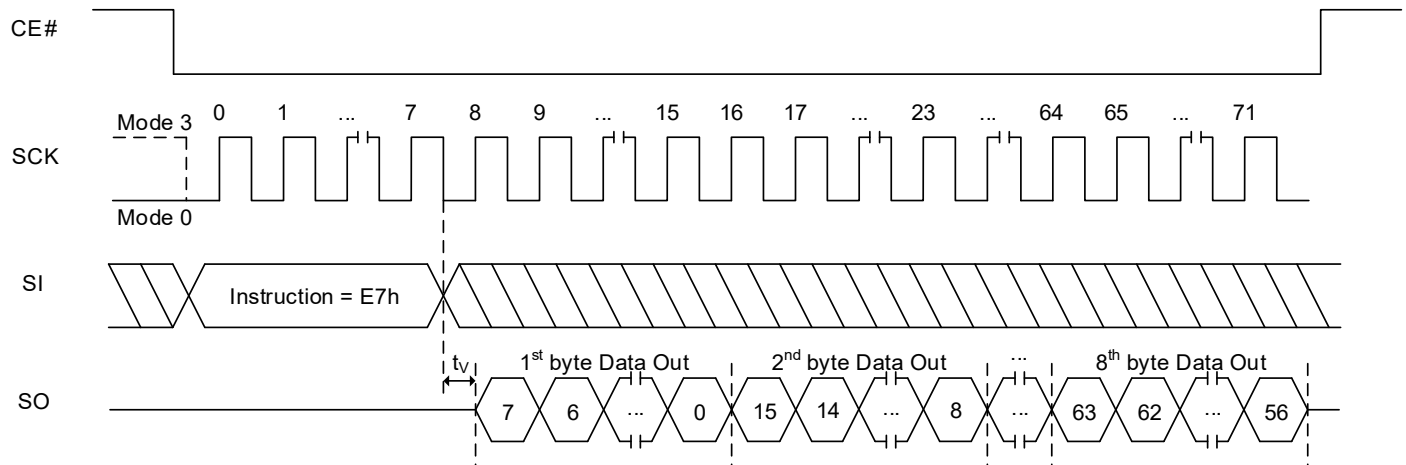 CE#
0 1 ... 7 8 9 ... 15 16 17 ... 23 ... 64 65 ... 71
Mode 3
SCK
Mode 0
SI
Instruction = E7h
tV 1st byte Data Out 2nd byte Data Out ... 8th byte Data Out
SO
7 6 ... 0 15 14 ... 8 ... 63 62 ... 56